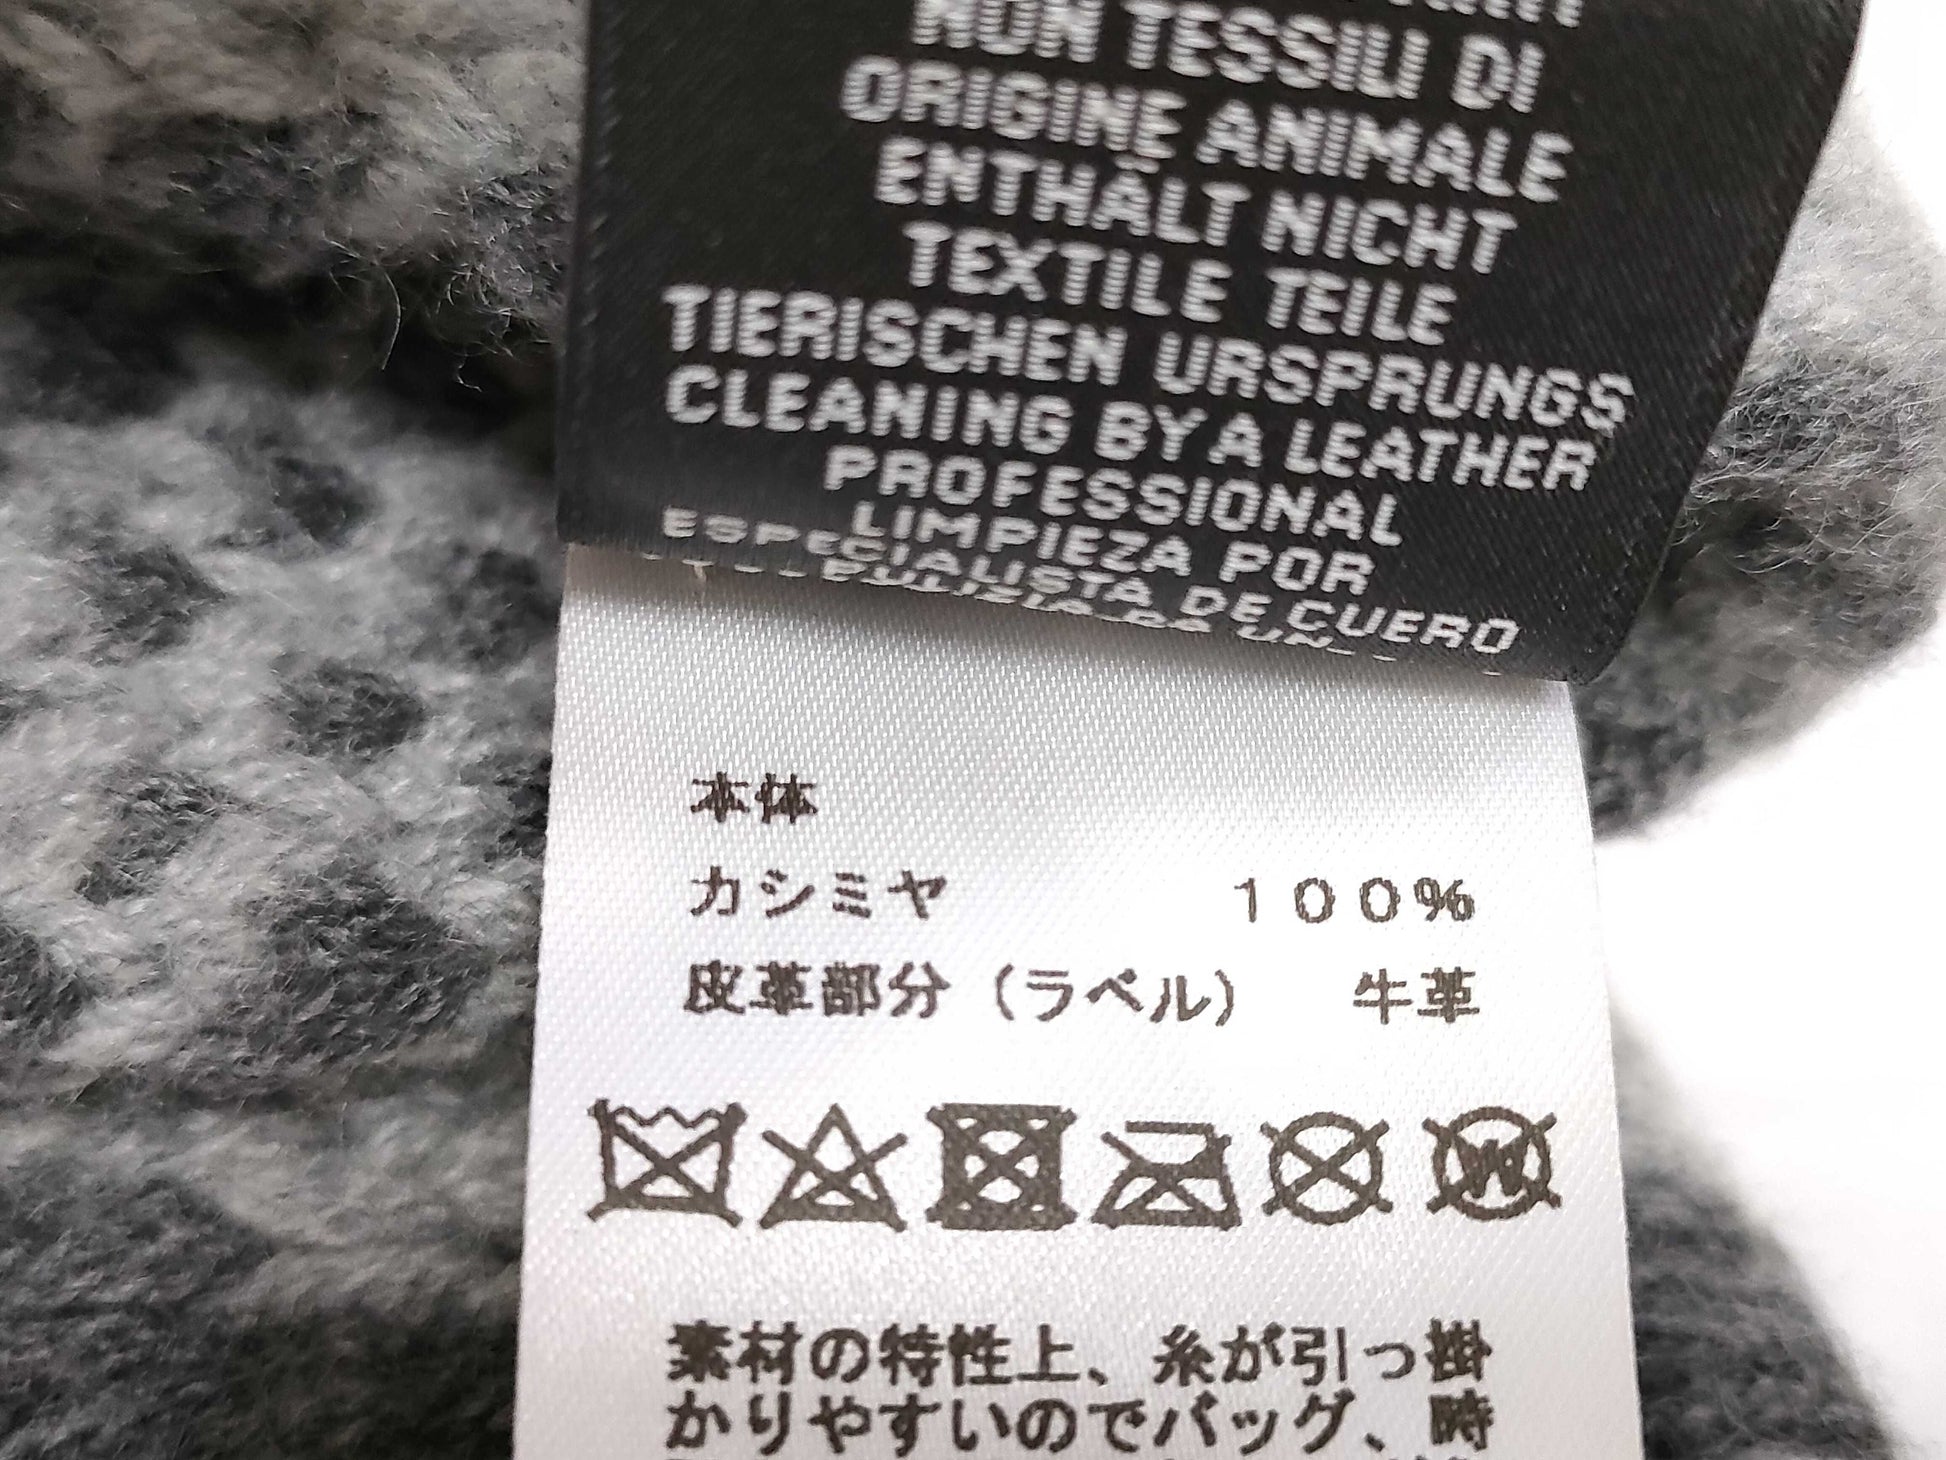 NON TESSILI DI
ORIGINE ANIMALE
ENTHÄLT NICHT
TEXTILE TEILE
TIERISCHEN URSPRUNGS
CLEANING BY A LEATHER
PROFESSIONAL
LIMPIEZA POR
ESPECIALISTA DE CUERO
本体
カシミヤ 100%
皮革部分(ラベル) 牛革
W
素材の特性上、糸が引っ掛
かりやすいのでバッグ、時